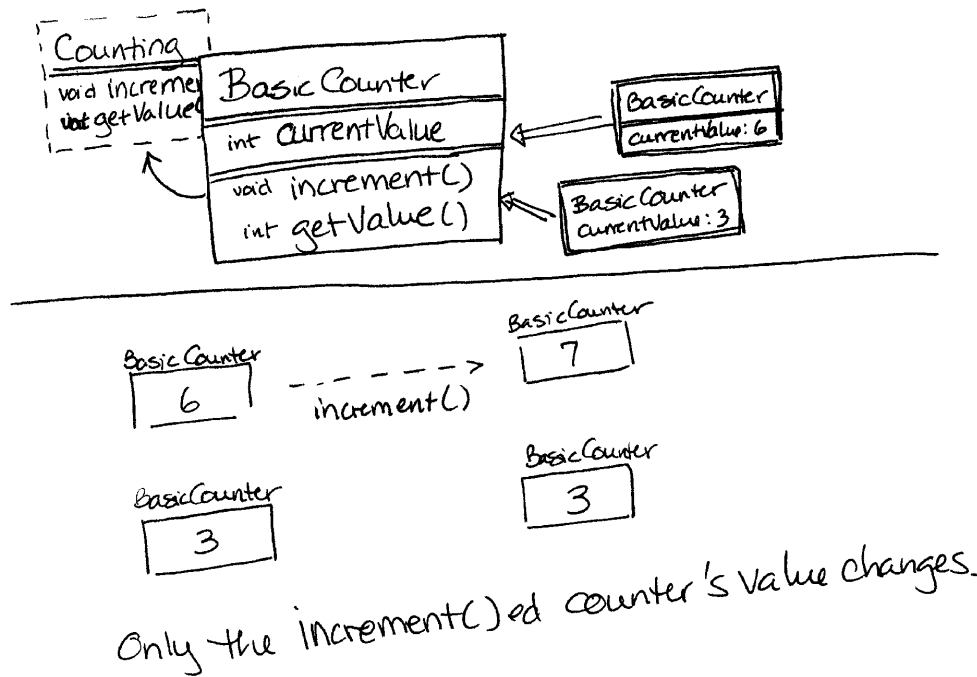 Counting
void increme
getValue(
BasicCounter
int currentValue
void increment()
int getValue()
BasicCounter
currentValue: 6
BasicCounter
currentValue: 3
BasicCounter
6
increment()
BasicCounter
7
BasicCounter
3
BasicCounter
3
Only the increment()ed counter's value changes.